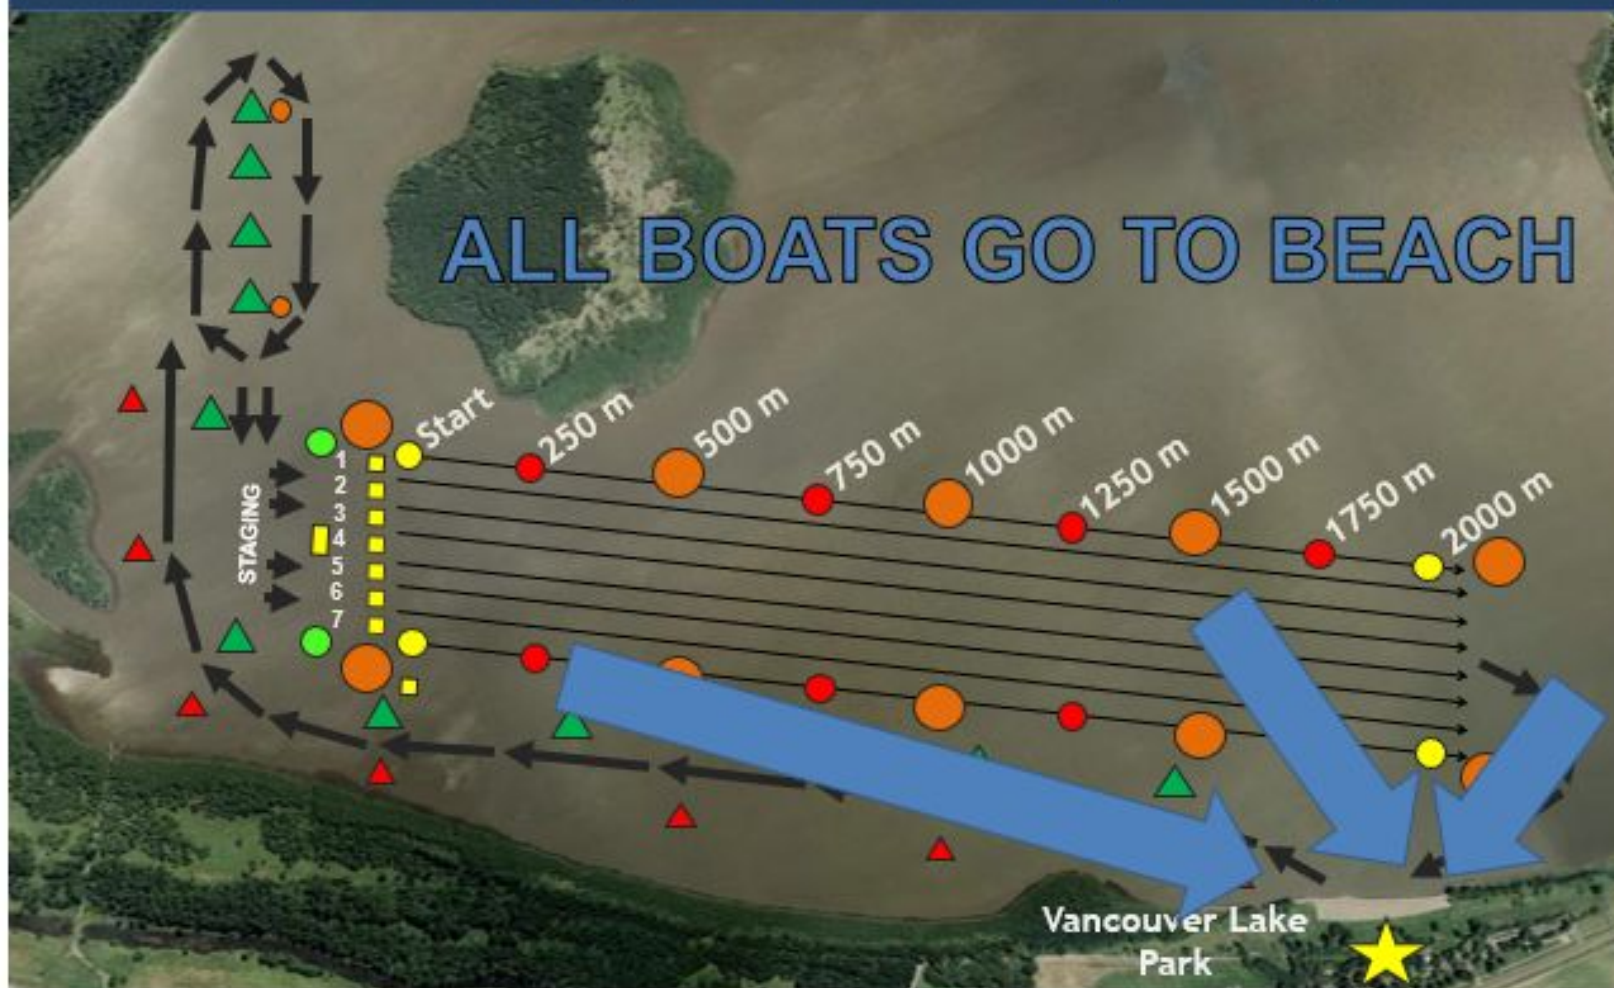 ALL BOATS GO TO BEACH
Start
250 m
500 m
750 m
1000 m
1250 m
1500 m
1750 m
2000 m
STAGING
1
2
3
4
5
6
7
Vancouver Lake
Park